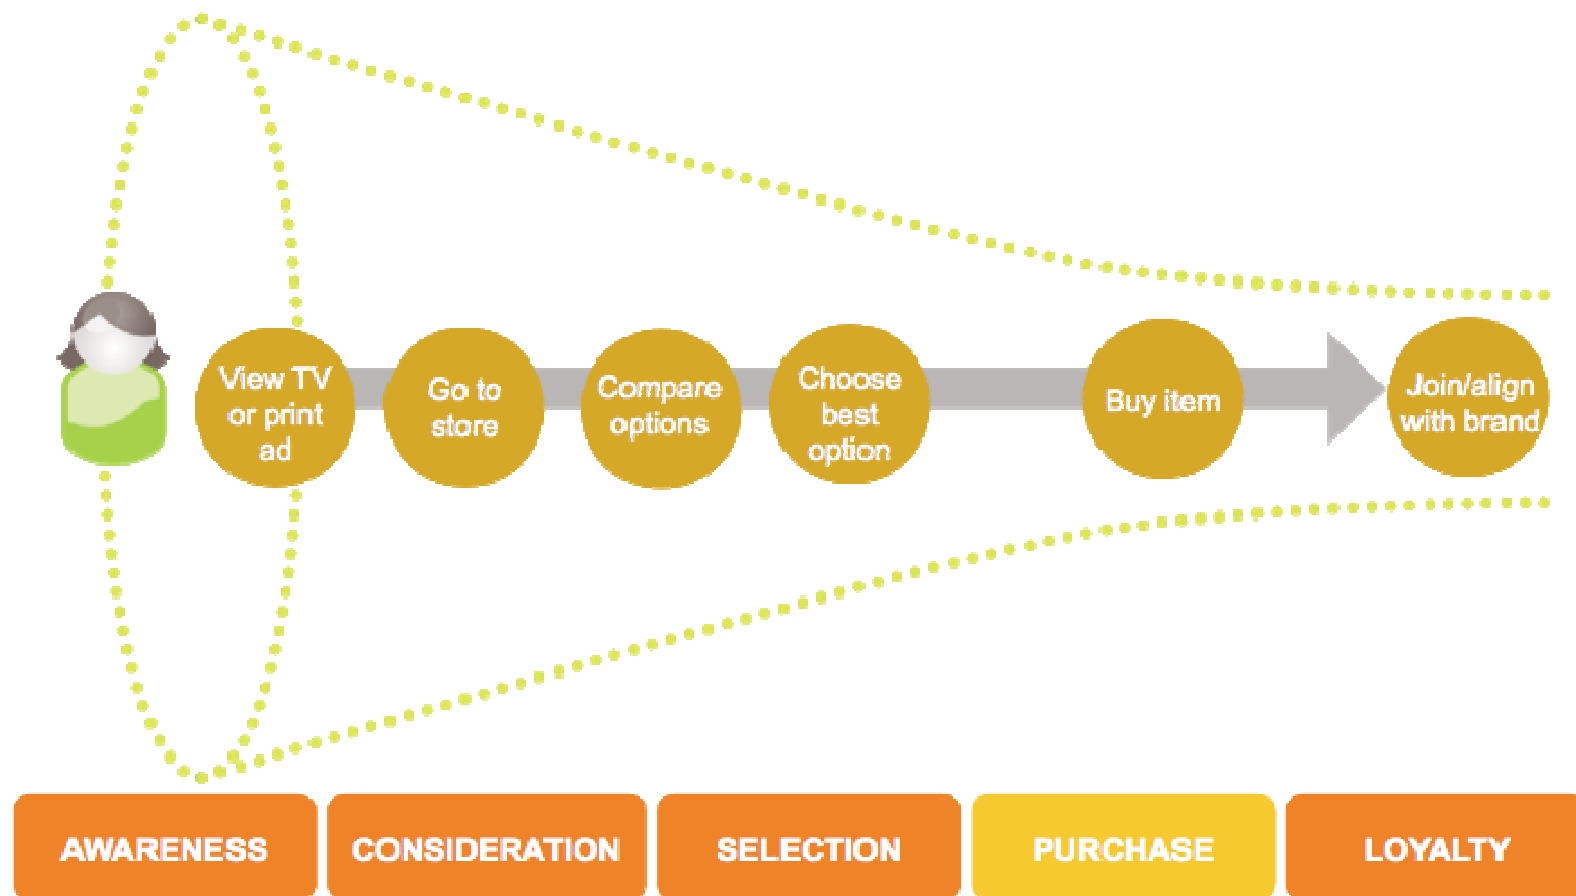 View TV
or print
ad
Go to
store
Compare
options
Choose
best
option
Buy item
Join/align
with brand
AWARENESS
CONSIDERATION
SELECTION
PURCHASE
LOYALTY